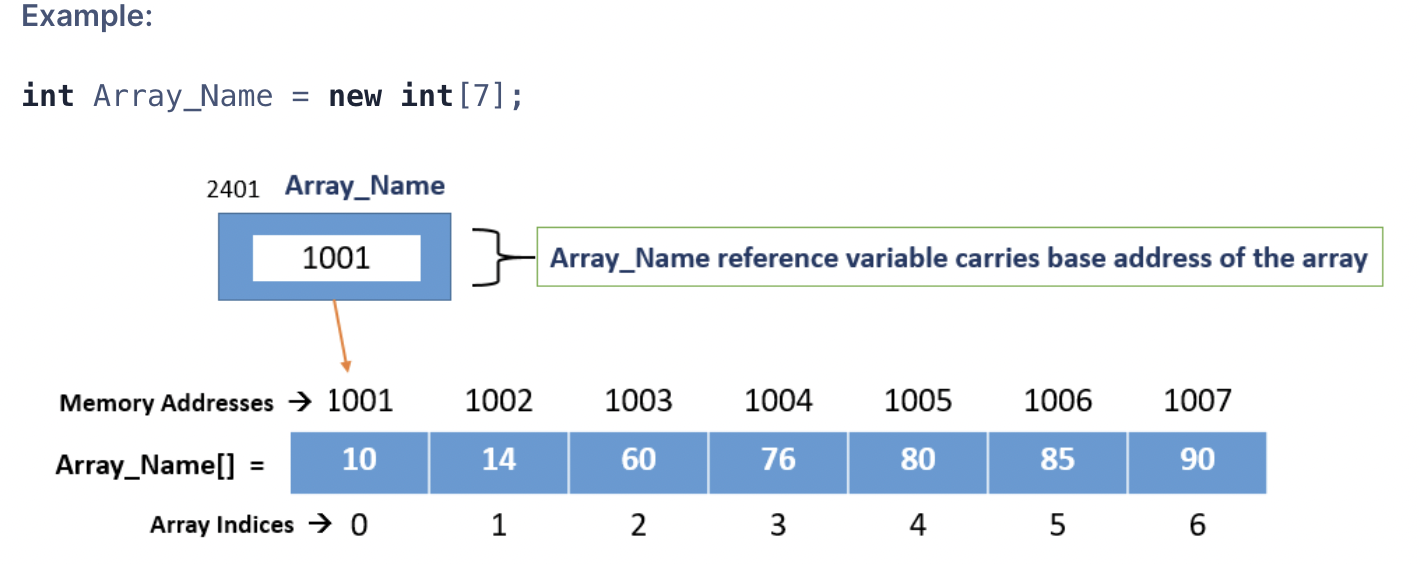 Example:
int Array_Name = new int[7];
2401 Array_Name
1001
Array_Name reference variable carries base address of the array
Memory Addresses → 1001 1002 1003 1004 1005 1006 1007
Array_Name[] = 10 14 60 76 80 85 90
Array Indices → 0 1 2 3 4 5 6